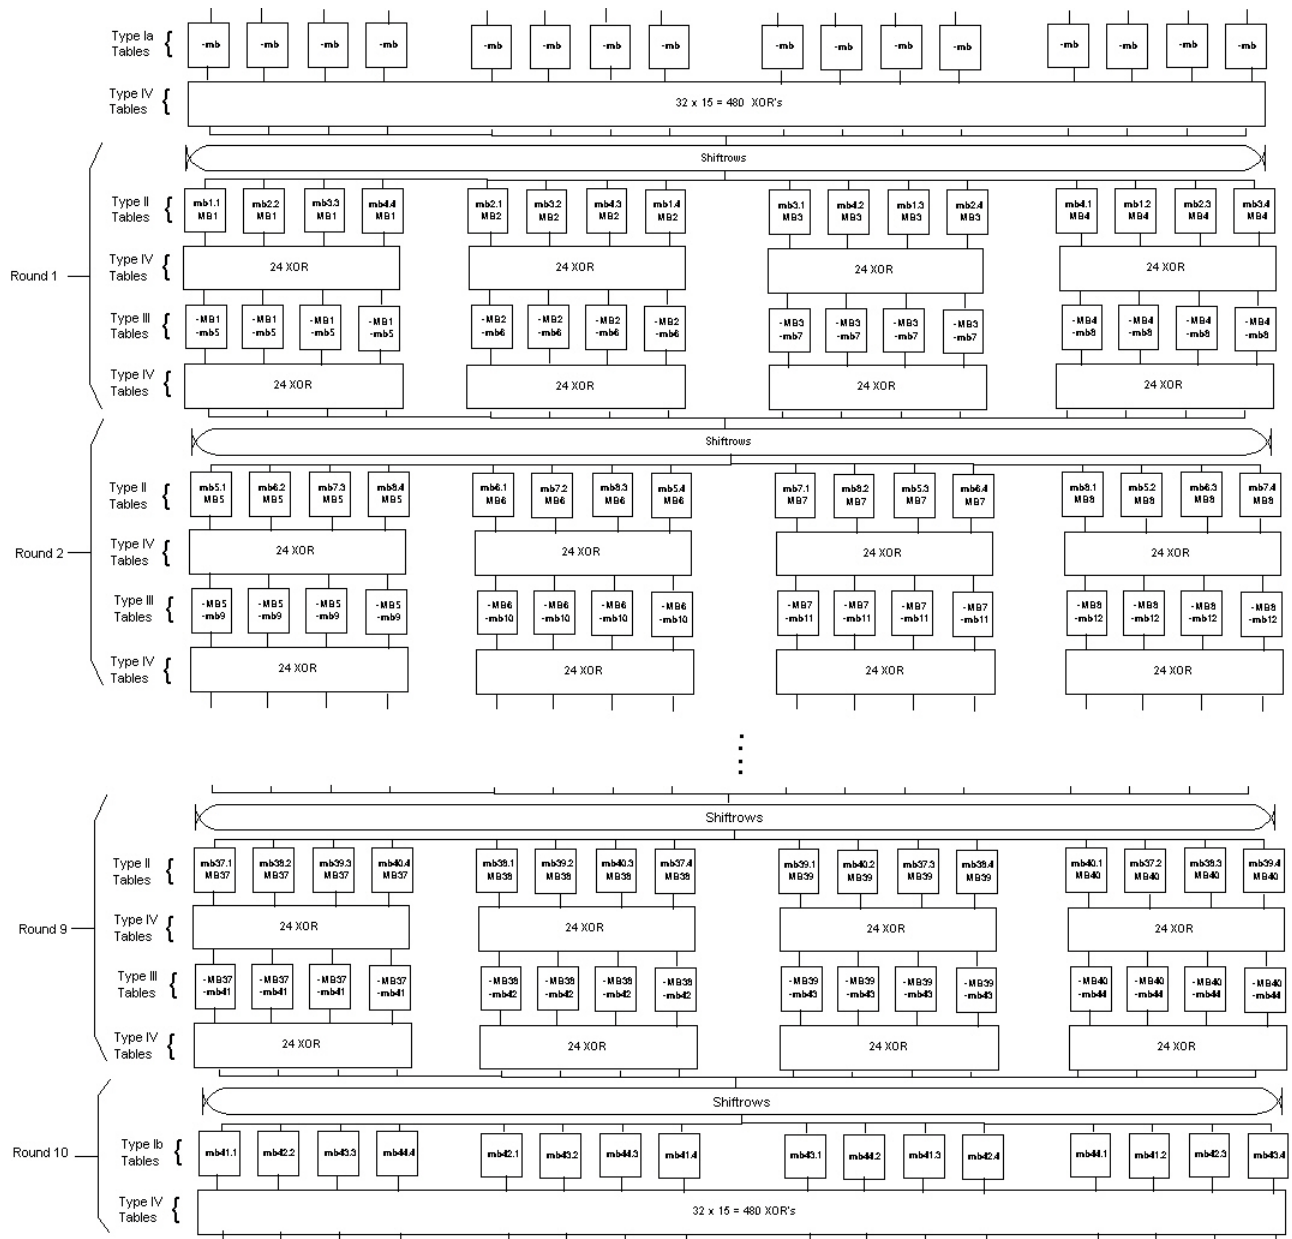 Type Ia
Tables {
-mb -mb -mb -mb -mb -mb -mb -mb -mb -mb -mb -mb -mb -mb -mb -mb
Type IV
Tables {
32 x 15 = 480 XOR's
Shiftrows
Round 1
Type II
Tables {
mb1.1 mb2.2 mb3.3 mb4.4 mb2.1 mb3.2 mb4.3 mb1.4 mb3.1 mb4.2 mb1.3 mb2.4 mb4.1 mb1.2 mb2.3 mb3.4
MB1 MB1 MB1 MB1 MB2 MB2 MB2 MB2 MB3 MB3 MB3 MB3 MB4 MB4 MB4 MB4
Type IV
Tables {
24 XOR 24 XOR 24 XOR 24 XOR
Type III
Tables {
-MB1 -MB1 -MB1 -MB1 -MB2 -MB2 -MB2 -MB2 -MB3 -MB3 -MB3 -MB3 -MB4 -MB4 -MB4 -MB4
-mb5 -mb5 -mb5 -mb5 -mb6 -mb6 -mb6 -mb6 -mb7 -mb7 -mb7 -mb7 -mb8 -mb8 -mb8 -mb8
Type IV
Tables {
24 XOR 24 XOR 24 XOR 24 XOR
Shiftrows
Round 2
Type II
Tables {
mb5.1 mb6.2 mb7.3 mb8.4 mb6.1 mb7.2 mb8.3 mb5.4 mb7.1 mb8.2 mb5.3 mb6.4 mb8.1 mb5.2 mb6.3 mb7.4
MB5 MB5 MB5 MB5 MB6 MB6 MB6 MB6 MB7 MB7 MB7 MB7 MB8 MB8 MB8 MB8
Type IV
Tables {
24 XOR 24 XOR 24 XOR 24 XOR
Type III
Tables {
-MB5 -MB5 -MB5 -MB5 -MB6 -MB6 -MB6 -MB6 -MB7 -MB7 -MB7 -MB7 -MB8 -MB8 -MB8 -MB8
-mb9 -mb9 -mb9 -mb9 -mb10 -mb10 -mb10 -mb10 -mb11 -mb11 -mb11 -mb11 -mb12 -mb12 -mb12 -mb12
Type IV
Tables {
24 XOR 24 XOR 24 XOR 24 XOR
Shiftrows
Round 9
Type II
Tables {
mb37.1 mb38.2 mb39.3 mb40.4 mb38.1 mb39.2 mb40.3 mb37.4 mb39.1 mb40.2 mb37.3 mb38.4 mb40.1 mb37.2 mb38.3 mb39.4
MB37 MB37 MB37 MB37 MB38 MB38 MB38 MB38 MB39 MB39 MB39 MB39 MB40 MB40 MB40 MB40
Type IV
Tables {
24 XOR 24 XOR 24 XOR 24 XOR
Type III
Tables {
-MB37 -MB37 -MB37 -MB37 -MB38 -MB38 -MB38 -MB38 -MB39 -MB39 -MB39 -MB39 -MB40 -MB40 -MB40 -MB40
-mb41 -mb41 -mb41 -mb41 -mb42 -mb42 -mb42 -mb42 -mb43 -mb43 -mb43 -mb43 -mb44 -mb44 -mb44 -mb44
Type IV
Tables {
24 XOR 24 XOR 24 XOR 24 XOR
Shiftrows
Round 10
Type Ib
Tables {
mb41.1 mb42.2 mb43.3 mb44.4 mb42.1 mb43.2 mb44.3 mb41.4 mb43.1 mb44.2 mb41.3 mb42.4 mb44.1 mb41.2 mb42.3 mb43.4
Type IV
Tables {
32 x 15 = 480 XOR's